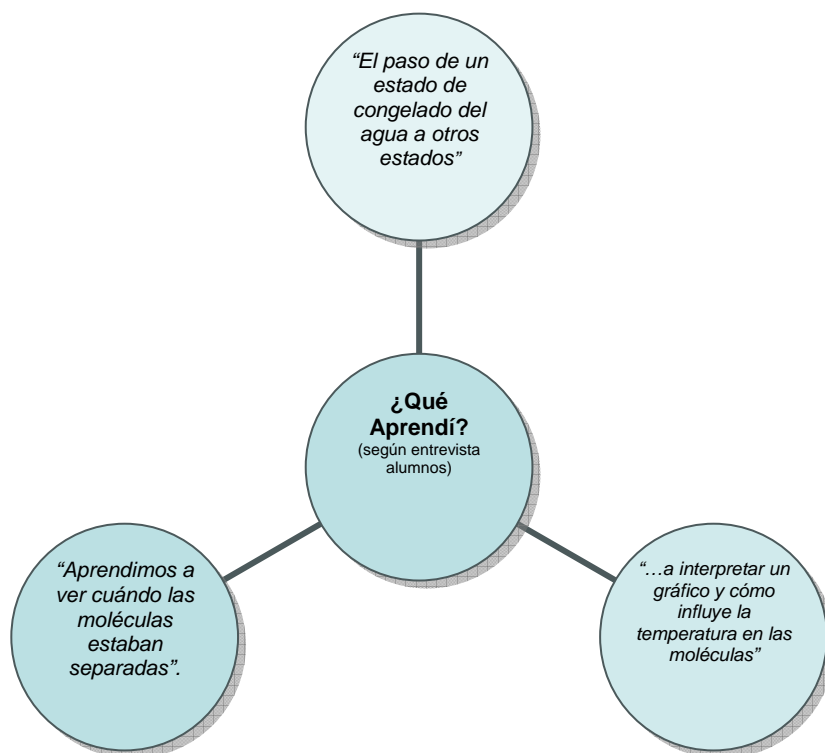 “El paso de un
estado de
congelado del
agua a otros
estados”
¿Qué
Aprendí?
(según entrevista
alumnos)
“Aprendimos a
ver cuándo las
moléculas
estaban
separadas”.
“…a interpretar un
gráfico y cómo
influye la
temperatura en las
moléculas”